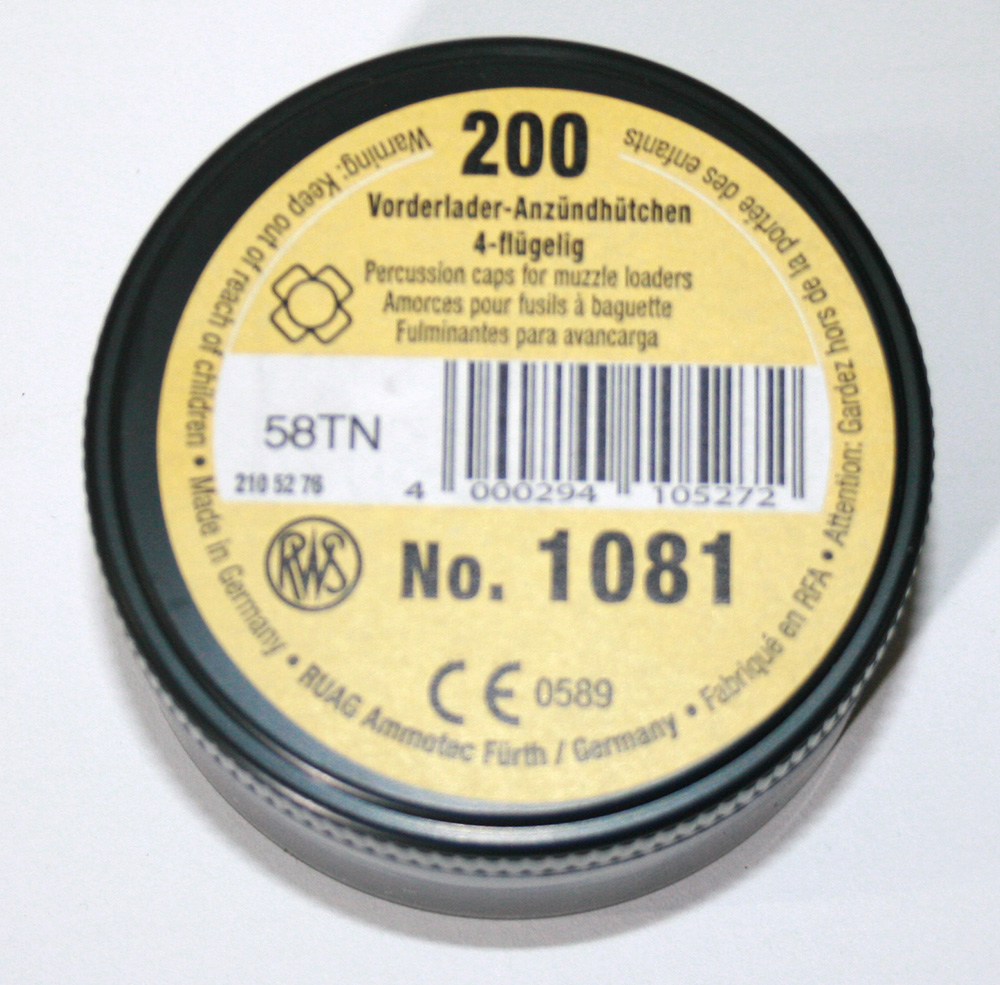 200
Vorderlader-Anzündhütchen
4-flügelig
Percussion caps for muzzle loaders
Amorces pour fusils à baguette
Fulminantes para avancarga
58TN
210 52 76
4 000294 105272
RWS
No. 1081
CE 0589
Warning: Keep out of reach of children • Made in Germany • RUAG Ammotec Fürth / Germany • Fabriqué en RFA • Attention: Gardez hors de la portée des enfants